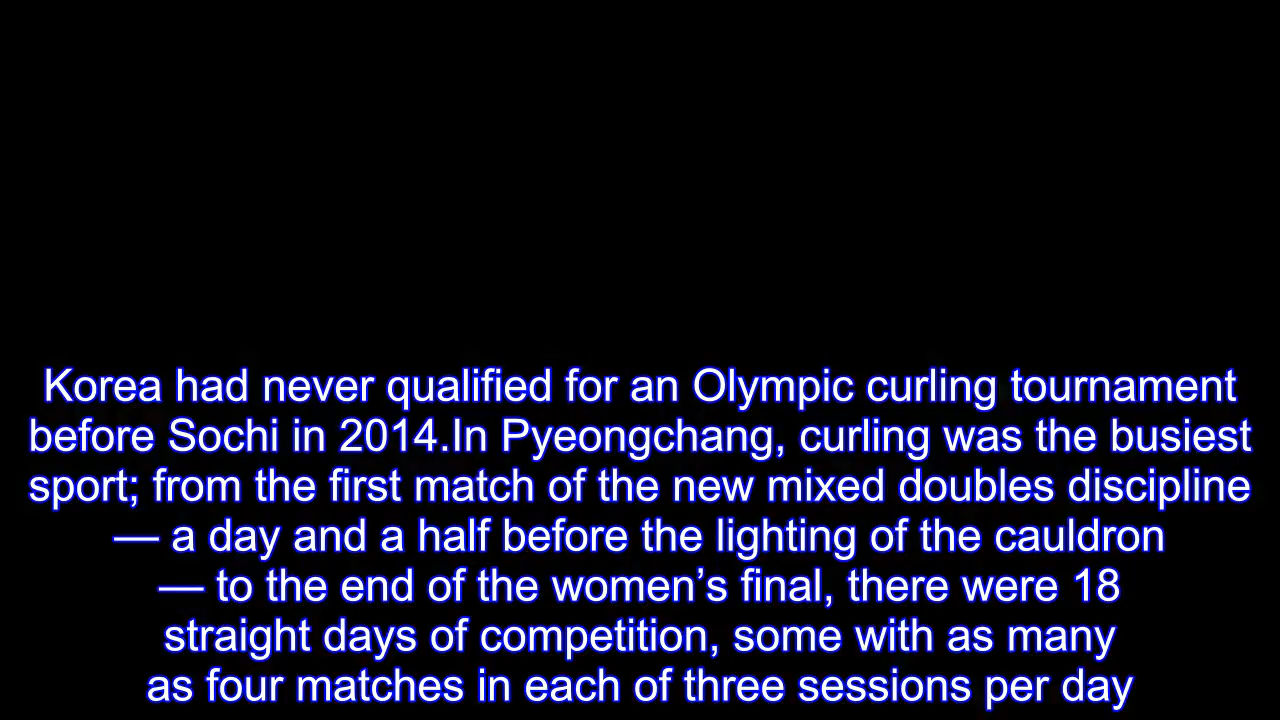 Korea had never qualified for an Olympic curling tournament
before Sochi in 2014.In Pyeongchang, curling was the busiest
sport; from the first match of the new mixed doubles discipline
— a day and a half before the lighting of the cauldron
— to the end of the women’s final, there were 18
straight days of competition, some with as many
as four matches in each of three sessions per day